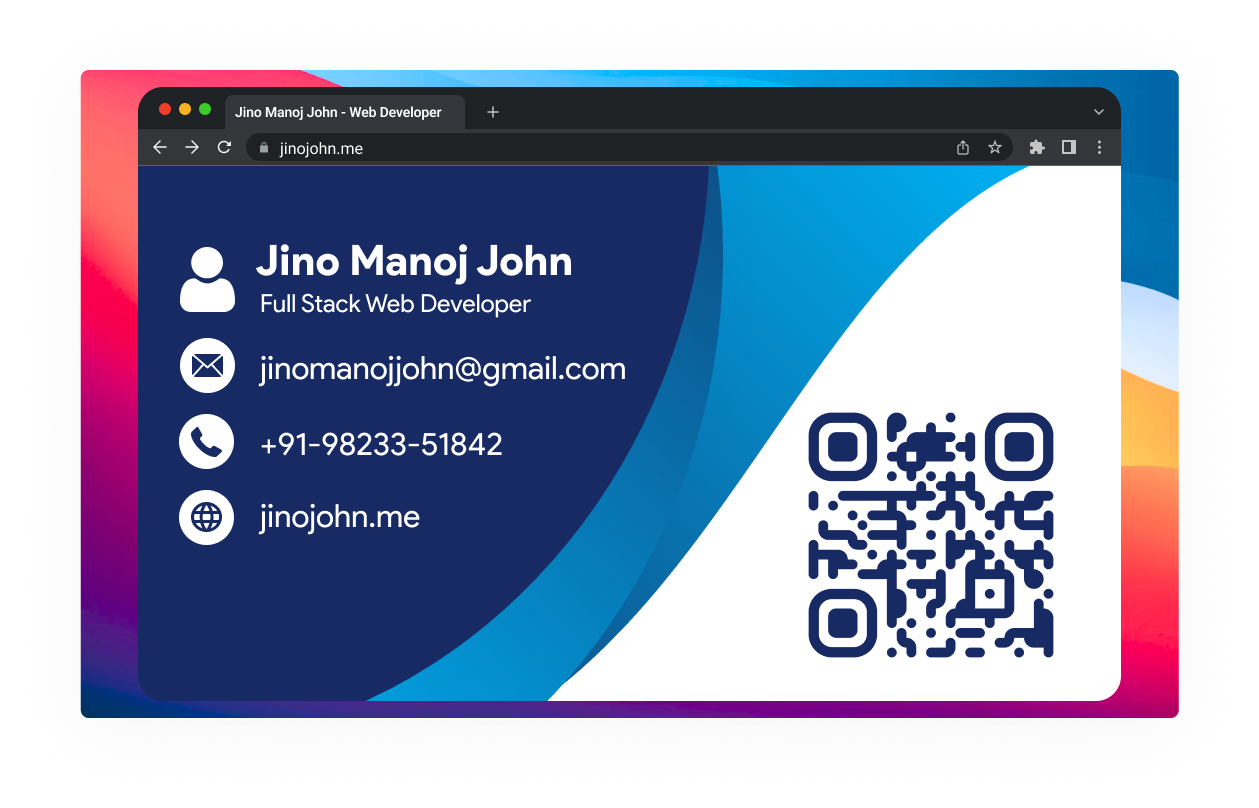 Jino Manoj John - Web Developer
jinojohn.me
Jino Manoj John
Full Stack Web Developer
jinomanojjohn@gmail.com
+91-98233-51842
jinojohn.me